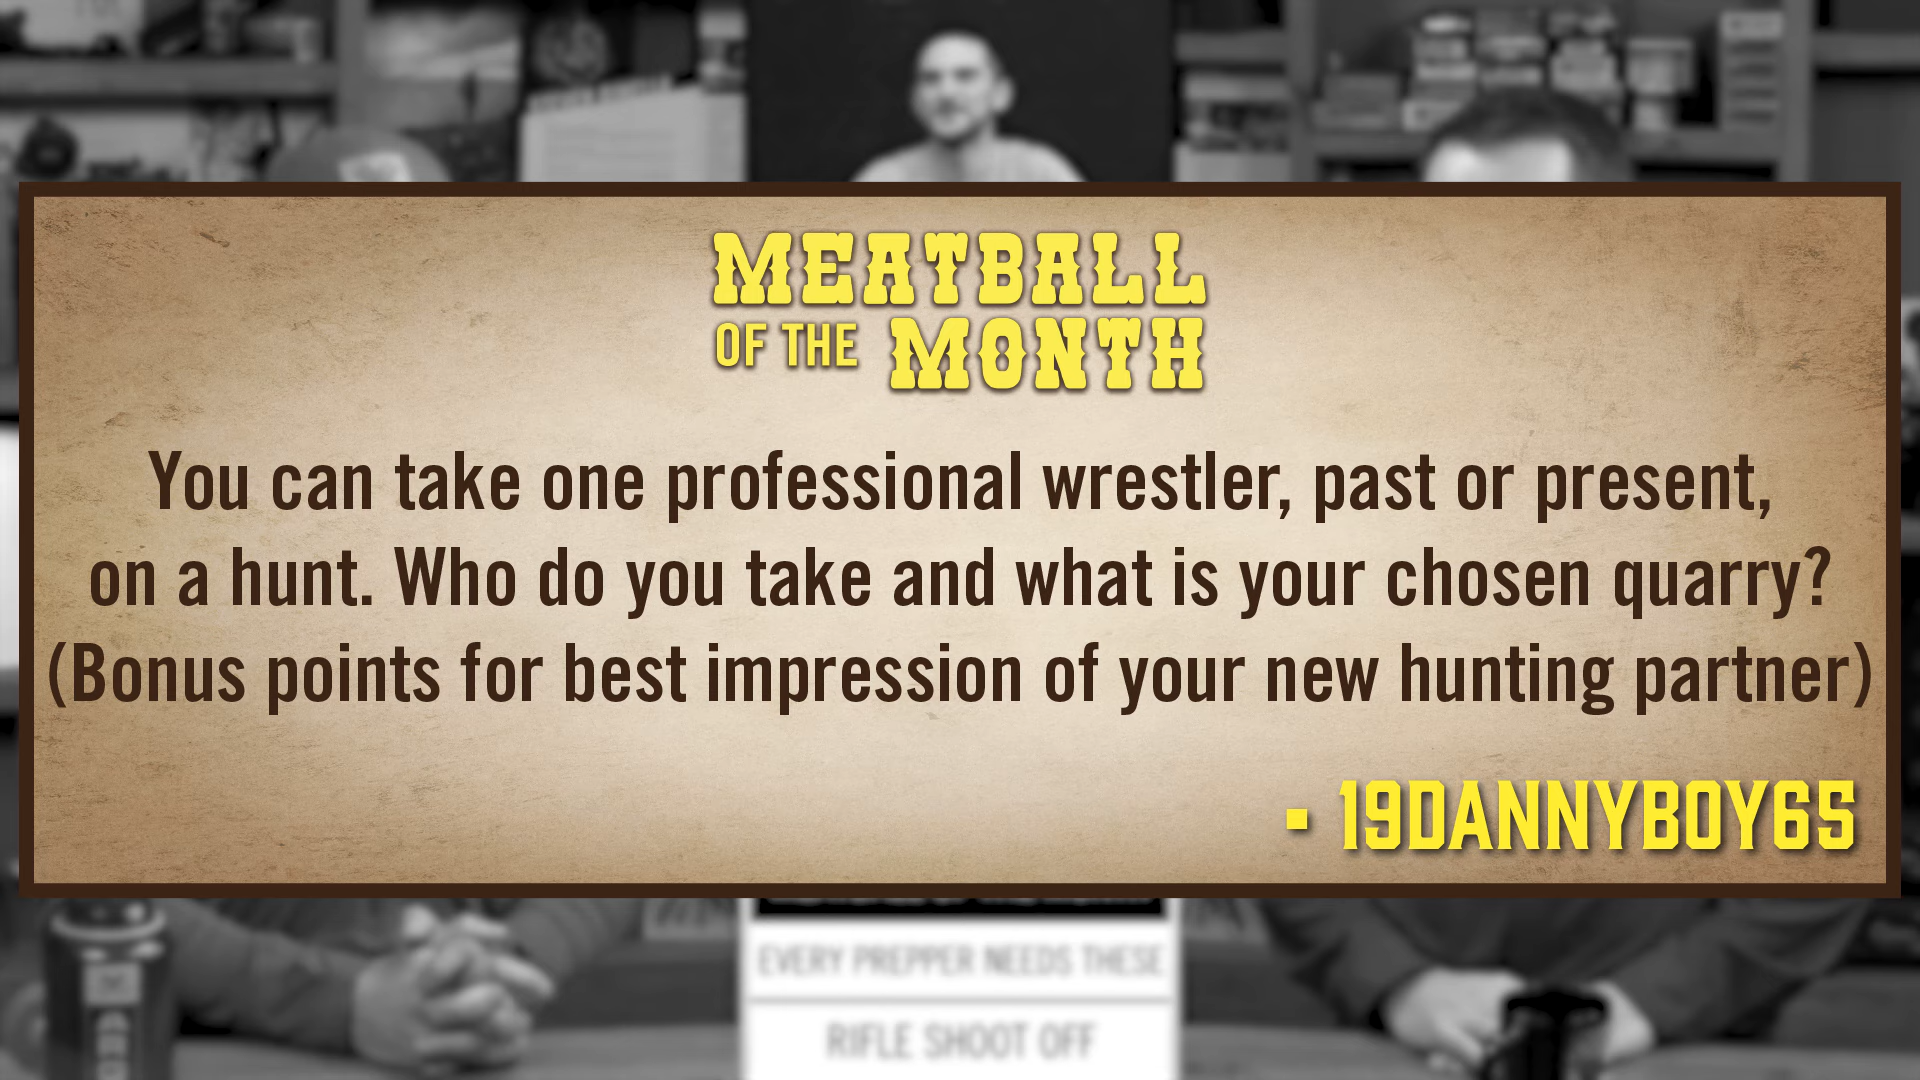 MEATBALL
OF THE MONTH
You can take one professional wrestler, past or present,
on a hunt. Who do you take and what is your chosen quarry?
(Bonus points for best impression of your new hunting partner)
- 19DANNYBOY65
EVERY PREPPER NEEDS THESE
RIFLE SHOOT OFF